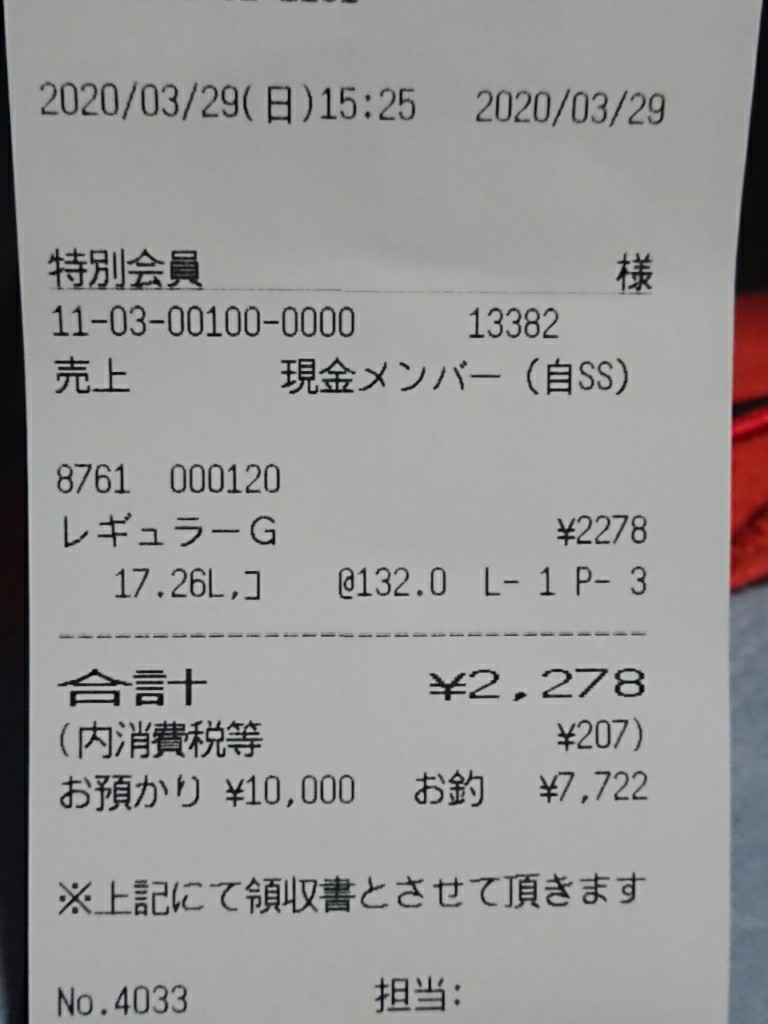 2020/03/29(日)15:25 2020/03/29
特別会員 様
11-03-00100-0000 13382
売上 現金メンバー (自SS)
8761 000120
レギュラーG ¥2278
17.26L,コ @132.0 L- 1 P- 3
合計 ¥2,278
(内消費税等 ¥207)
お預かり ¥10,000 お釣 ¥7,722
※上記にて領収書とさせて頂きます
No.4033 担当: